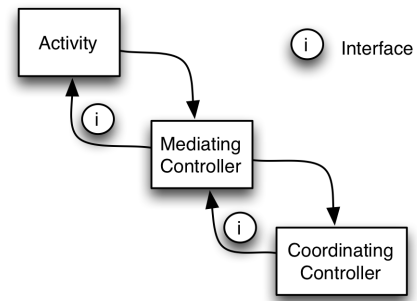 Activity
i
Interface
i
Mediating
Controller
i
Coordinating
Controller